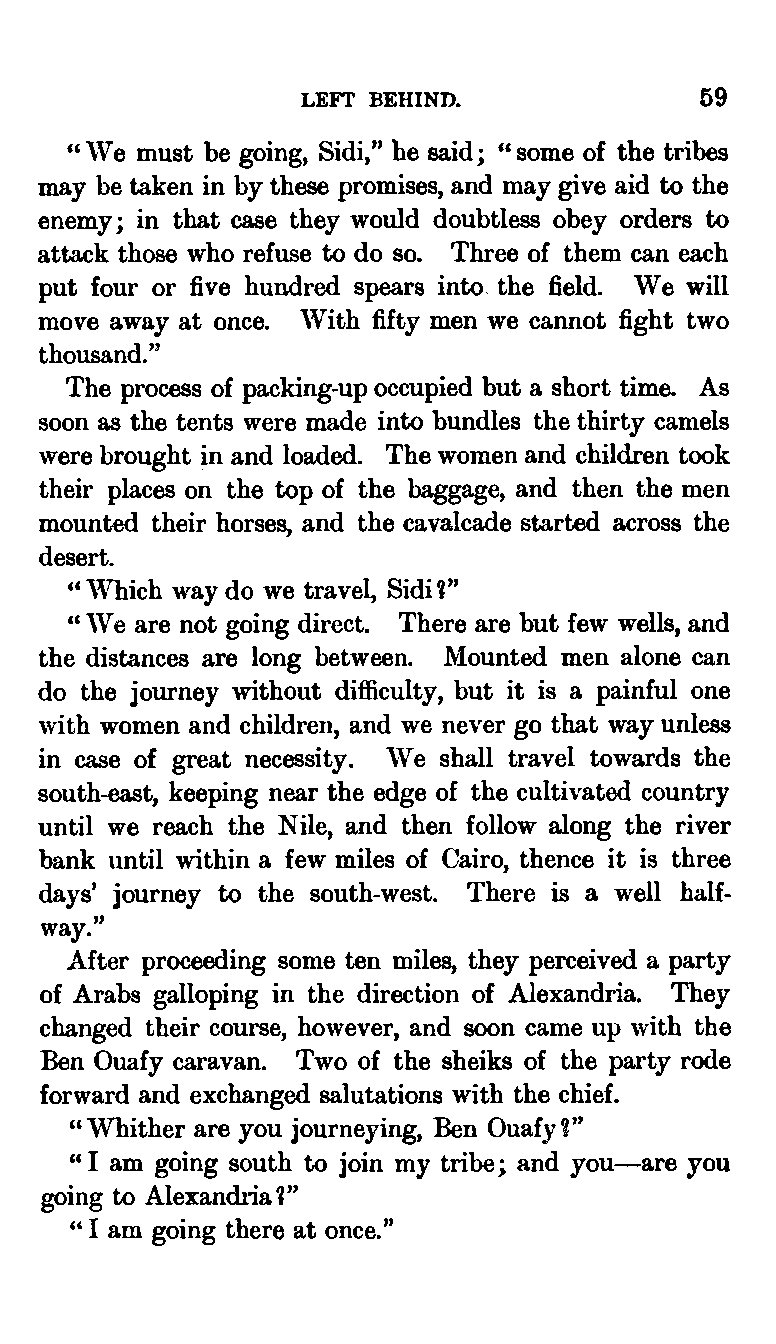 LEFT BEHIND. 59
"We must be going, Sidi," he said; "some of the tribes
may be taken in by these promises, and may give aid to the
enemy; in that case they would doubtless obey orders to
attack those who refuse to do so. Three of them can each
put four or five hundred spears into the field. We will
move away at once. With fifty men we cannot fight two
thousand."
The process of packing-up occupied but a short time. As
soon as the tents were made into bundles the thirty camels
were brought in and loaded. The women and children took
their places on the top of the baggage, and then the men
mounted their horses, and the cavalcade started across the
desert.
"Which way do we travel, Sidi?"
"We are not going direct. There are but few wells, and
the distances are long between. Mounted men alone can
do the journey without difficulty, but it is a painful one
with women and children, and we never go that way unless
in case of great necessity. We shall travel towards the
south-east, keeping near the edge of the cultivated country
until we reach the Nile, and then follow along the river
bank until within a few miles of Cairo, thence it is three
days' journey to the south-west. There is a well half-
way."
After proceeding some ten miles, they perceived a party
of Arabs galloping in the direction of Alexandria. They
changed their course, however, and soon came up with the
Ben Ouafy caravan. Two of the sheiks of the party rode
forward and exchanged salutations with the chief.
"Whither are you journeying, Ben Ouafy?"
"I am going south to join my tribe; and you—are you
going to Alexandria?"
"I am going there at once."